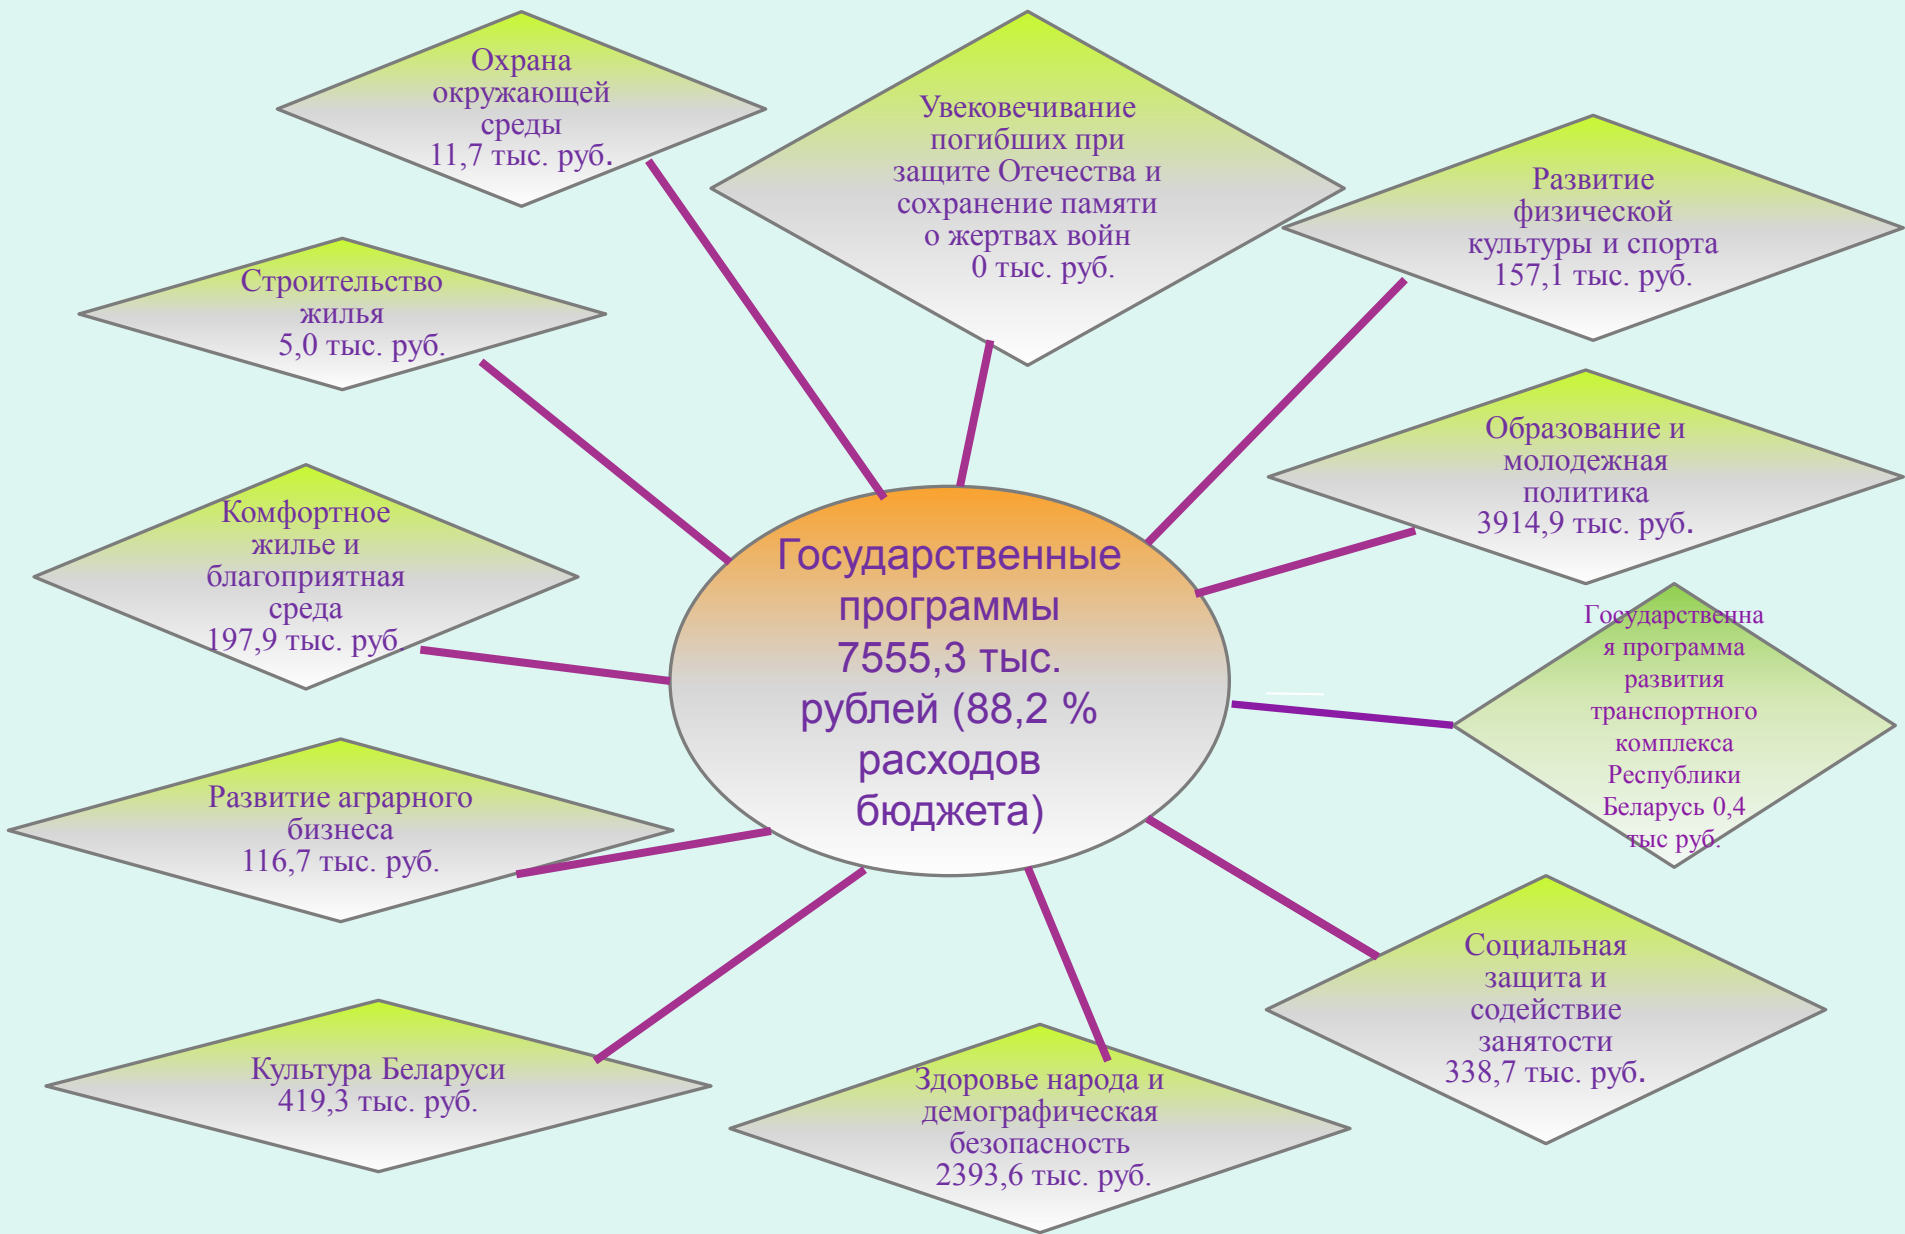 Охрана
окружающей
среды
11,7 тыс. руб.
Увековечивание
погибших при
защите Отечества и
сохранение памяти
о жертвах войн
0 тыс. руб.
Развитие
физической
культуры и спорта
157,1 тыс. руб.
Строительство
жилья
5,0 тыс. руб.
Образование и
молодежная
политика
3914,9 тыс. руб.
Комфортное
жилье и
благоприятная
среда
197,9 тыс. руб.
Государственные
программы
7555,3 тыс.
рублей (88,2 %
расходов
бюджета)
Государственна
я программа
развития
транспортного
комплекса
Республики
Беларусь 0,4
тыс руб.
Развитие аграрного
бизнеса
116,7 тыс. руб.
Социальная
защита и
содействие
занятости
338,7 тыс. руб.
Культура Беларуси
419,3 тыс. руб.
Здоровье народа и
демографическая
безопасность
2393,6 тыс. руб.